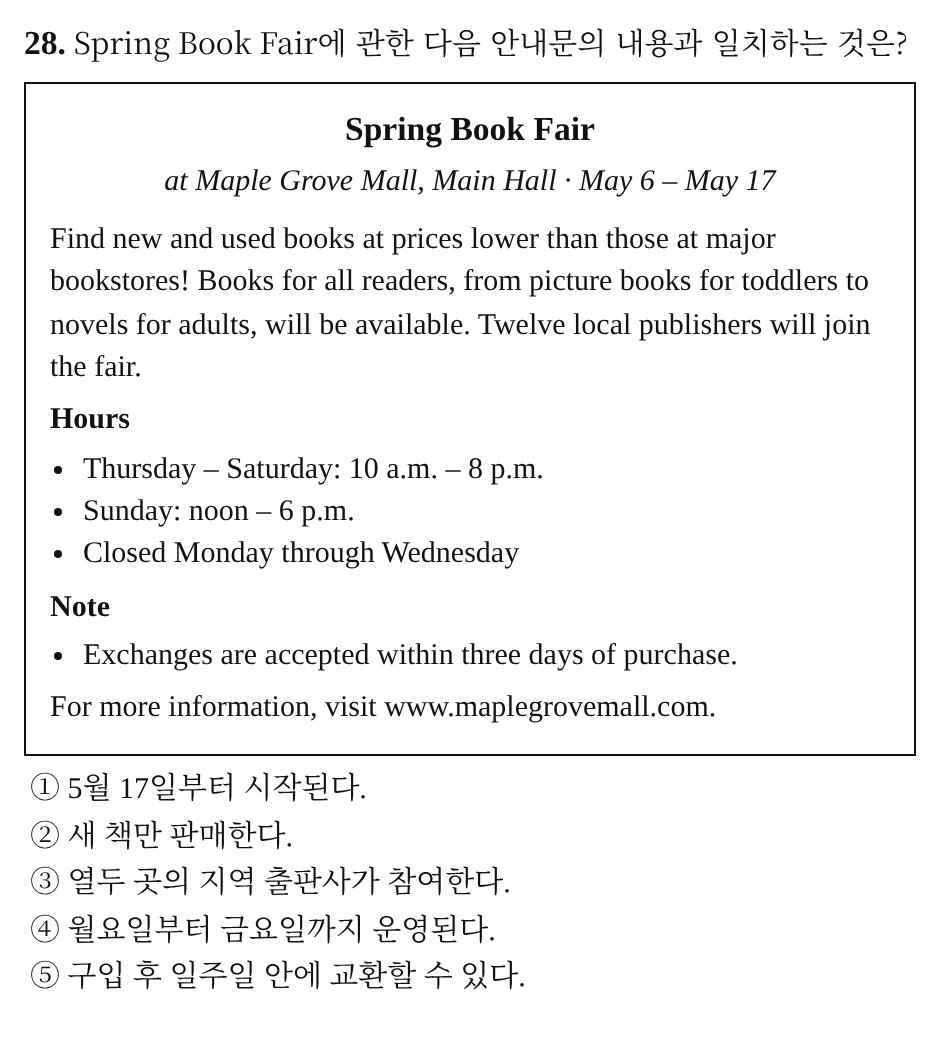 28. Spring Book Fair에 관한 다음 안내문의 내용과 일치하는 것은?
Spring Book Fair
at Maple Grove Mall, Main Hall · May 6 – May 17
Find new and used books at prices lower than those at major
bookstores! Books for all readers, from picture books for toddlers to
novels for adults, will be available. Twelve local publishers will join
the fair.
Hours
• Thursday – Saturday: 10 a.m. – 8 p.m.
• Sunday: noon – 6 p.m.
• Closed Monday through Wednesday
Note
• Exchanges are accepted within three days of purchase.
For more information, visit www.maplegrovemall.com.
① 5월 17일부터 시작된다.
② 새 책만 판매한다.
③ 열두 곳의 지역 출판사가 참여한다.
④ 월요일부터 금요일까지 운영된다.
⑤ 구입 후 일주일 안에 교환할 수 있다.